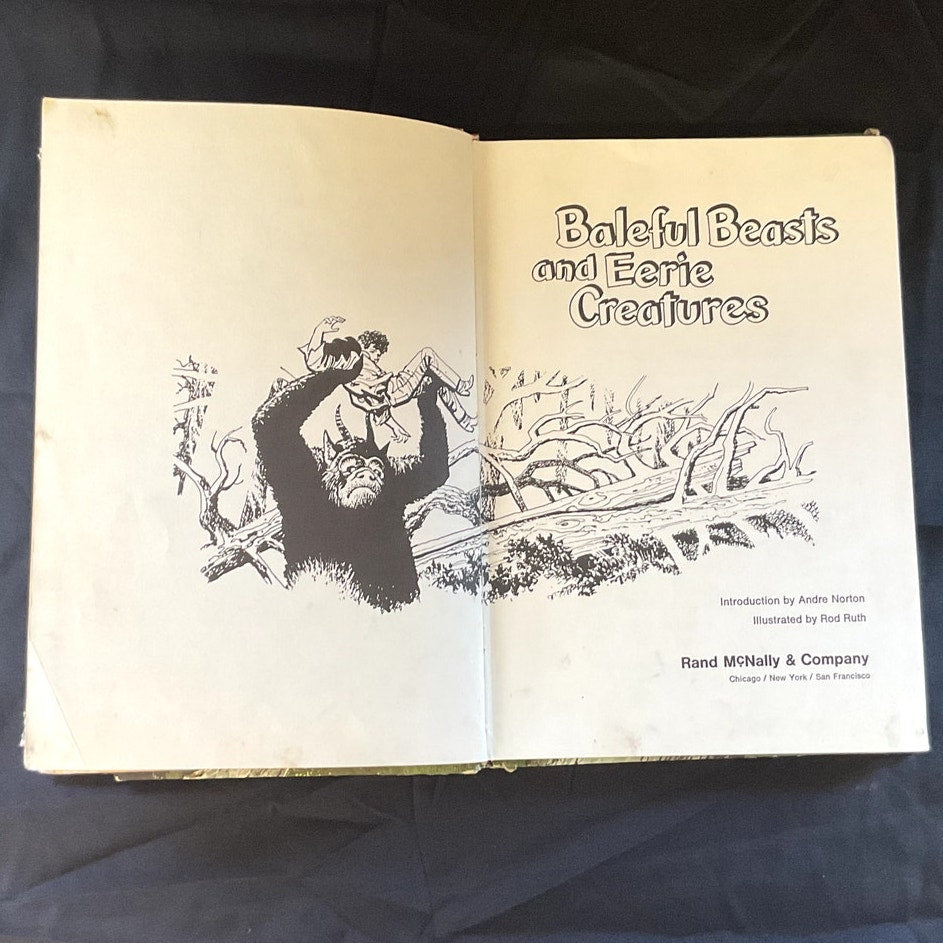 Baleful Beasts
and Eerie
Creatures
Introduction by Andre Norton
Illustrated by Rod Ruth
Rand McNally & Company
Chicago / New York / San Francisco